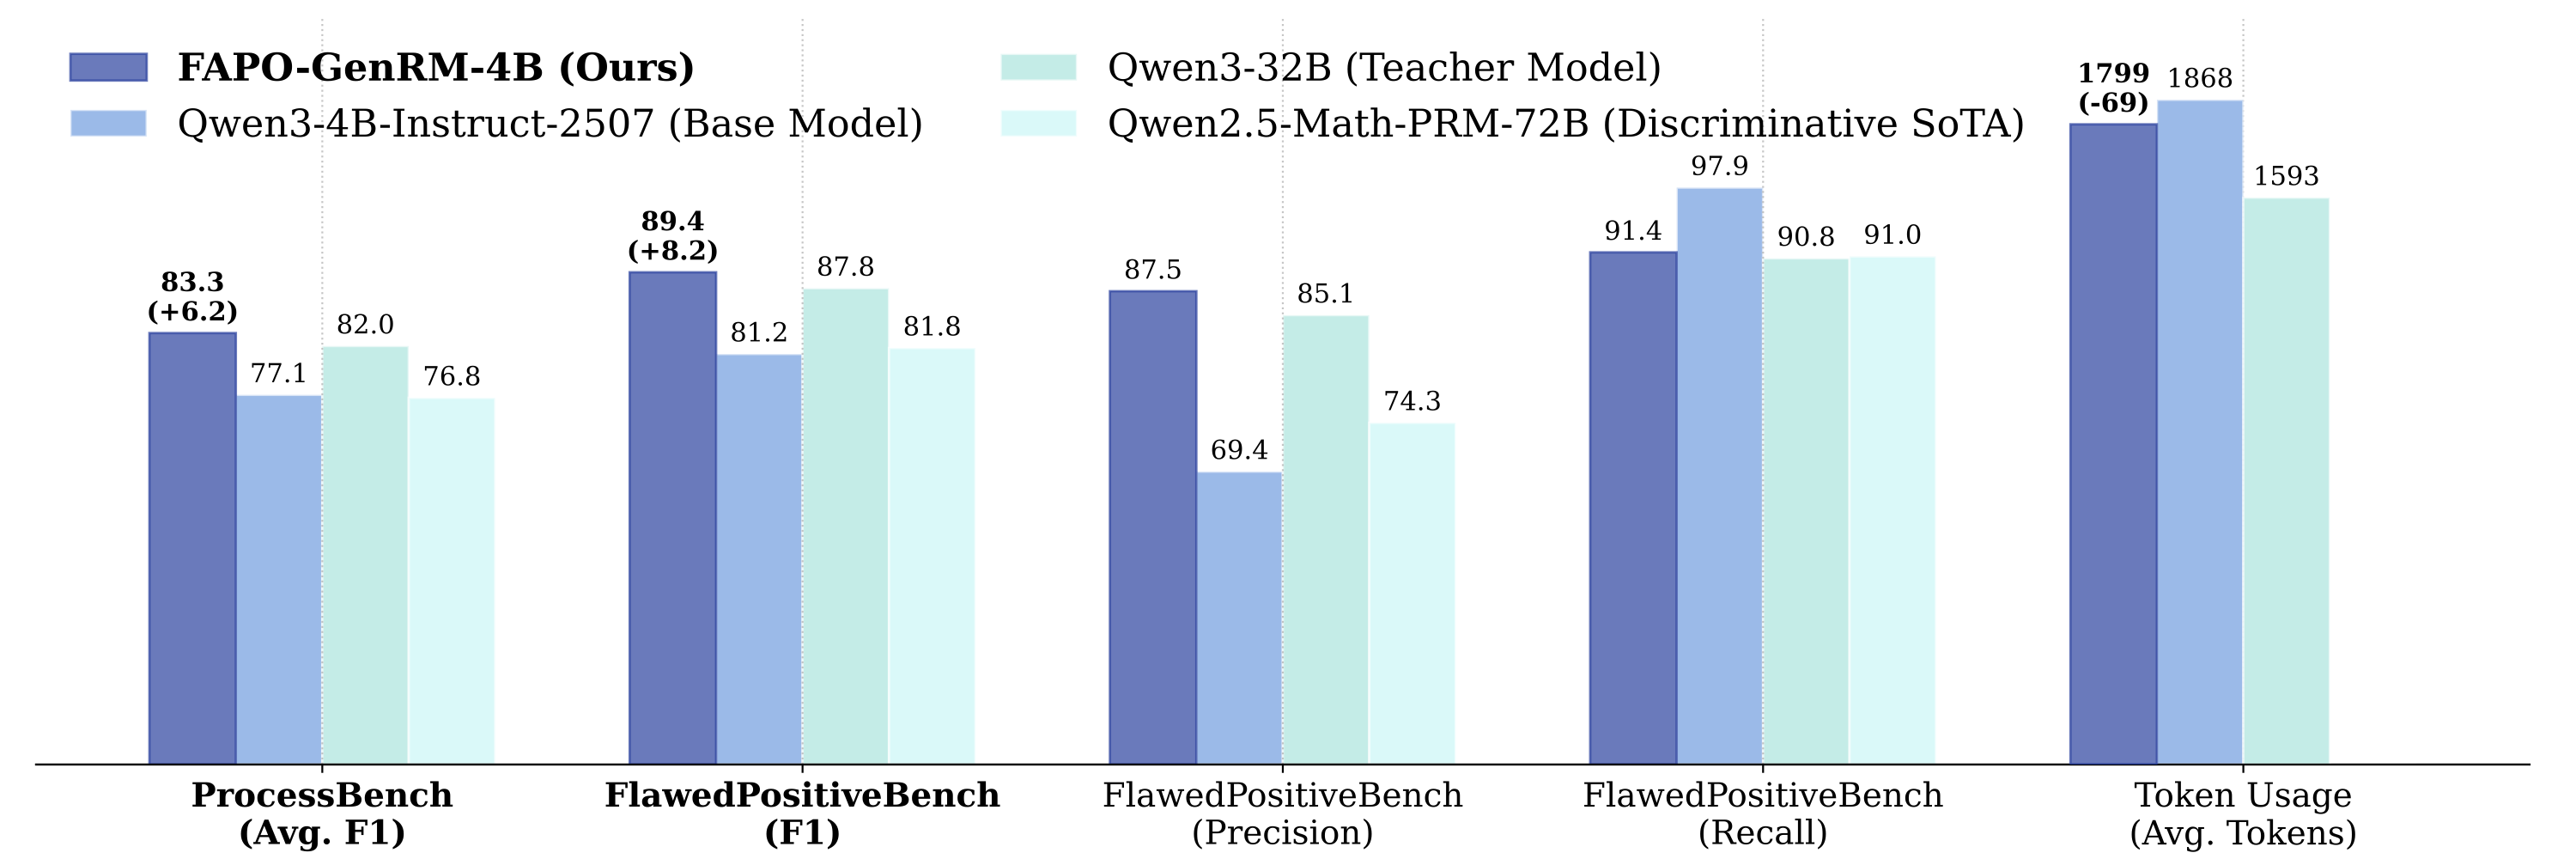 FAPO-GenRM-4B (Ours)
Qwen3-4B-Instruct-2507 (Base Model)
Qwen3-32B (Teacher Model)
Qwen2.5-Math-PRM-72B (Discriminative SoTA)
83.3
(+6.2)
77.1
82.0
76.8
89.4
(+8.2)
81.2
87.8
81.8
87.5
69.4
85.1
74.3
91.4
97.9
90.8
91.0
1799
(-69)
1868
1593
ProcessBench
(Avg. F1)
FlawedPositiveBench
(F1)
FlawedPositiveBench
(Precision)
FlawedPositiveBench
(Recall)
Token Usage
(Avg. Tokens)